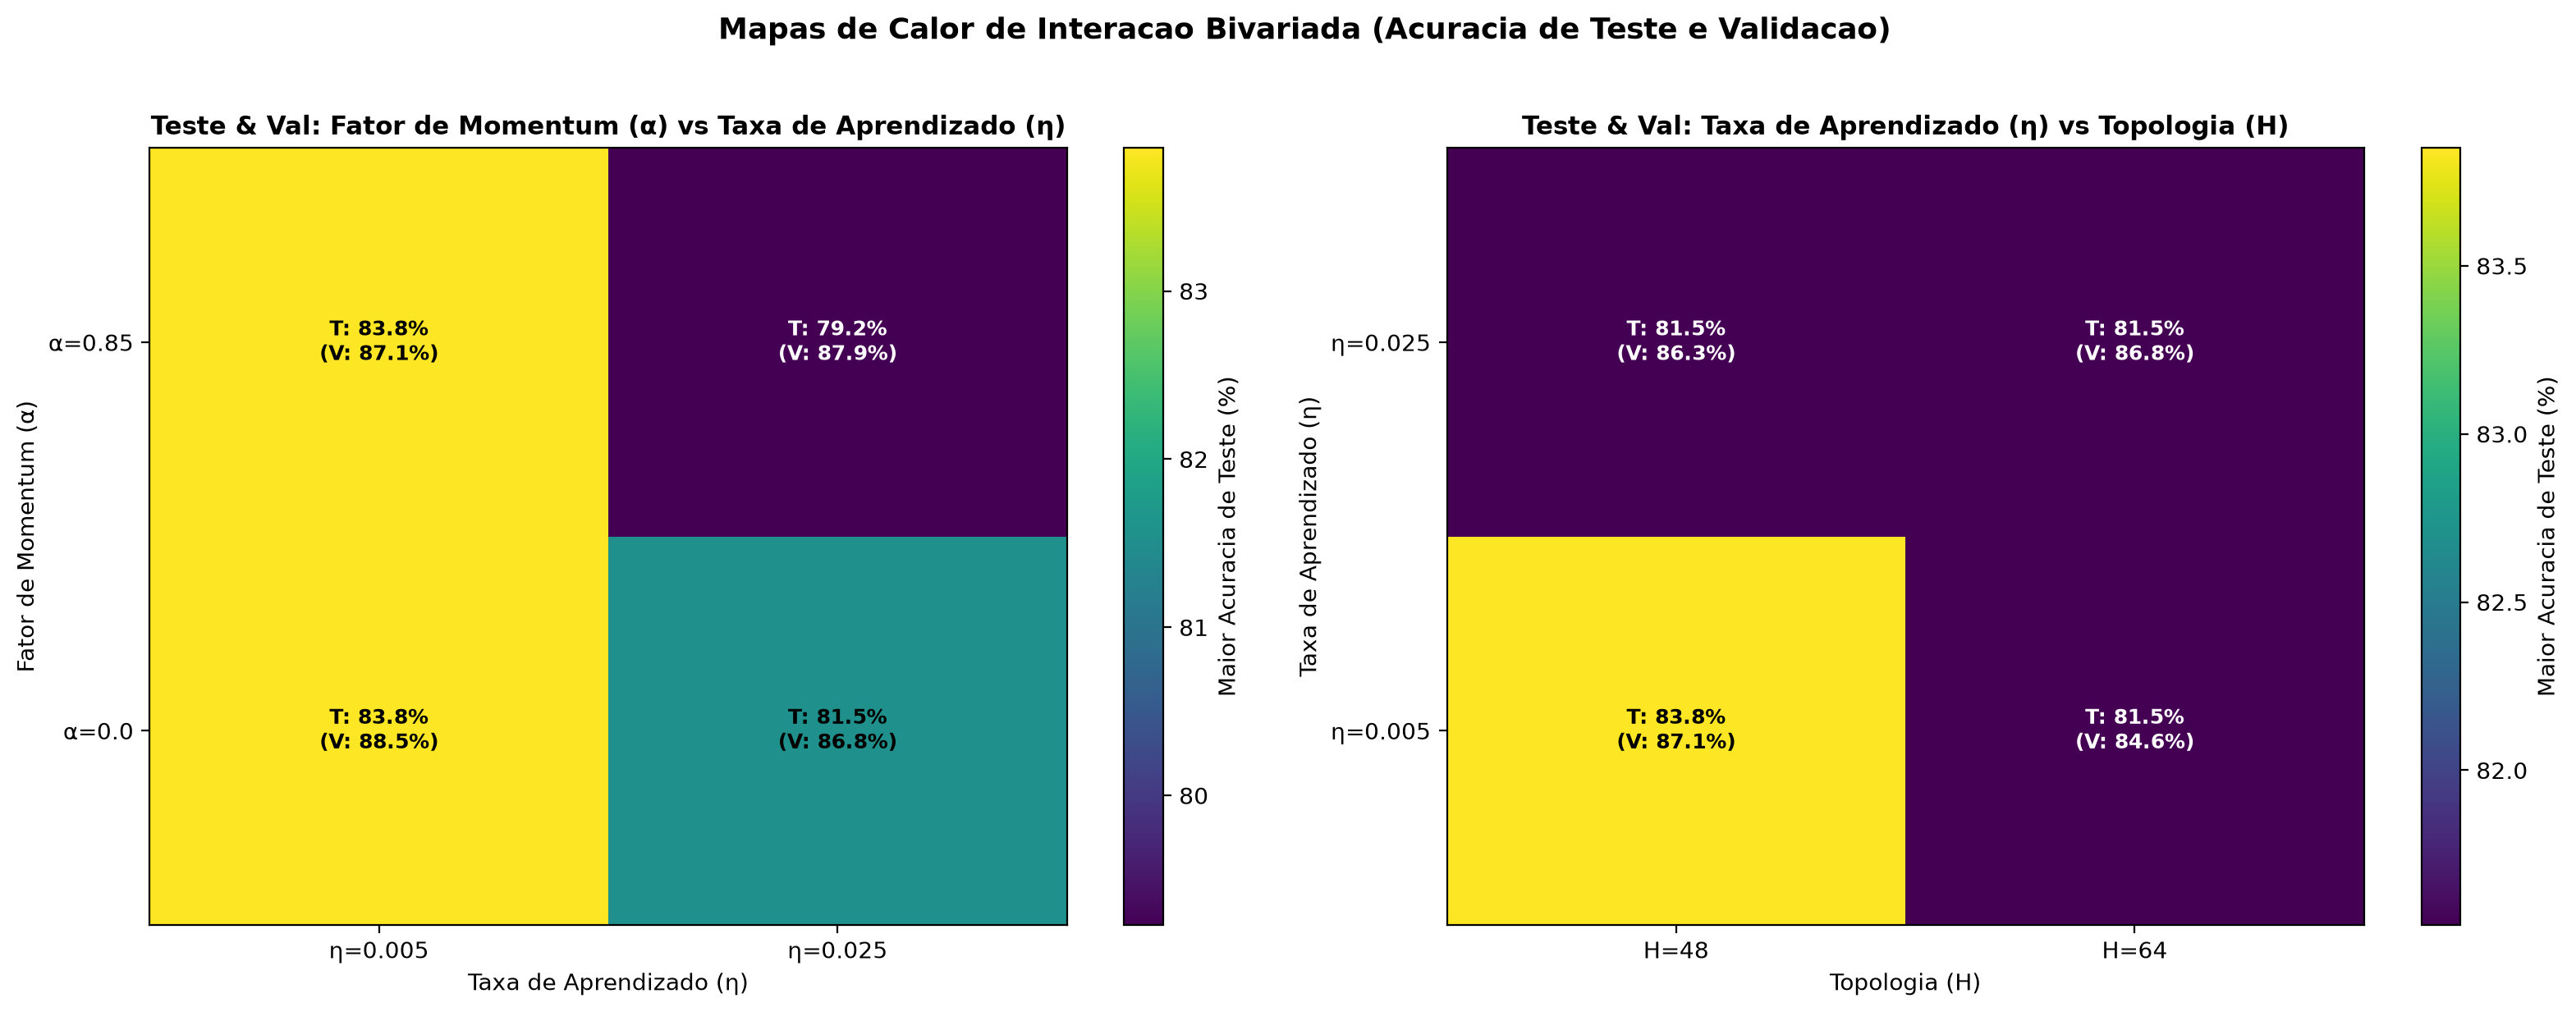 Mapas de Calor de Interacao Bivariada (Acuracia de Teste e Validacao)
Teste & Val: Fator de Momentum (α) vs Taxa de Aprendizado (η)
Fator de Momentum (α)
α=0.85
α=0.0
T: 83.8%
(V: 87.1%)
T: 79.2%
(V: 87.9%)
T: 83.8%
(V: 88.5%)
T: 81.5%
(V: 86.8%)
η=0.005
η=0.025
Taxa de Aprendizado (η)
83
82
81
80
Maior Acuracia de Teste (%)
Teste & Val: Taxa de Aprendizado (η) vs Topologia (H)
Taxa de Aprendizado (η)
η=0.025
η=0.005
T: 81.5%
(V: 86.3%)
T: 81.5%
(V: 86.8%)
T: 83.8%
(V: 87.1%)
T: 81.5%
(V: 84.6%)
H=48
H=64
Topologia (H)
83.5
83.0
82.5
82.0
Maior Acuracia de Teste (%)